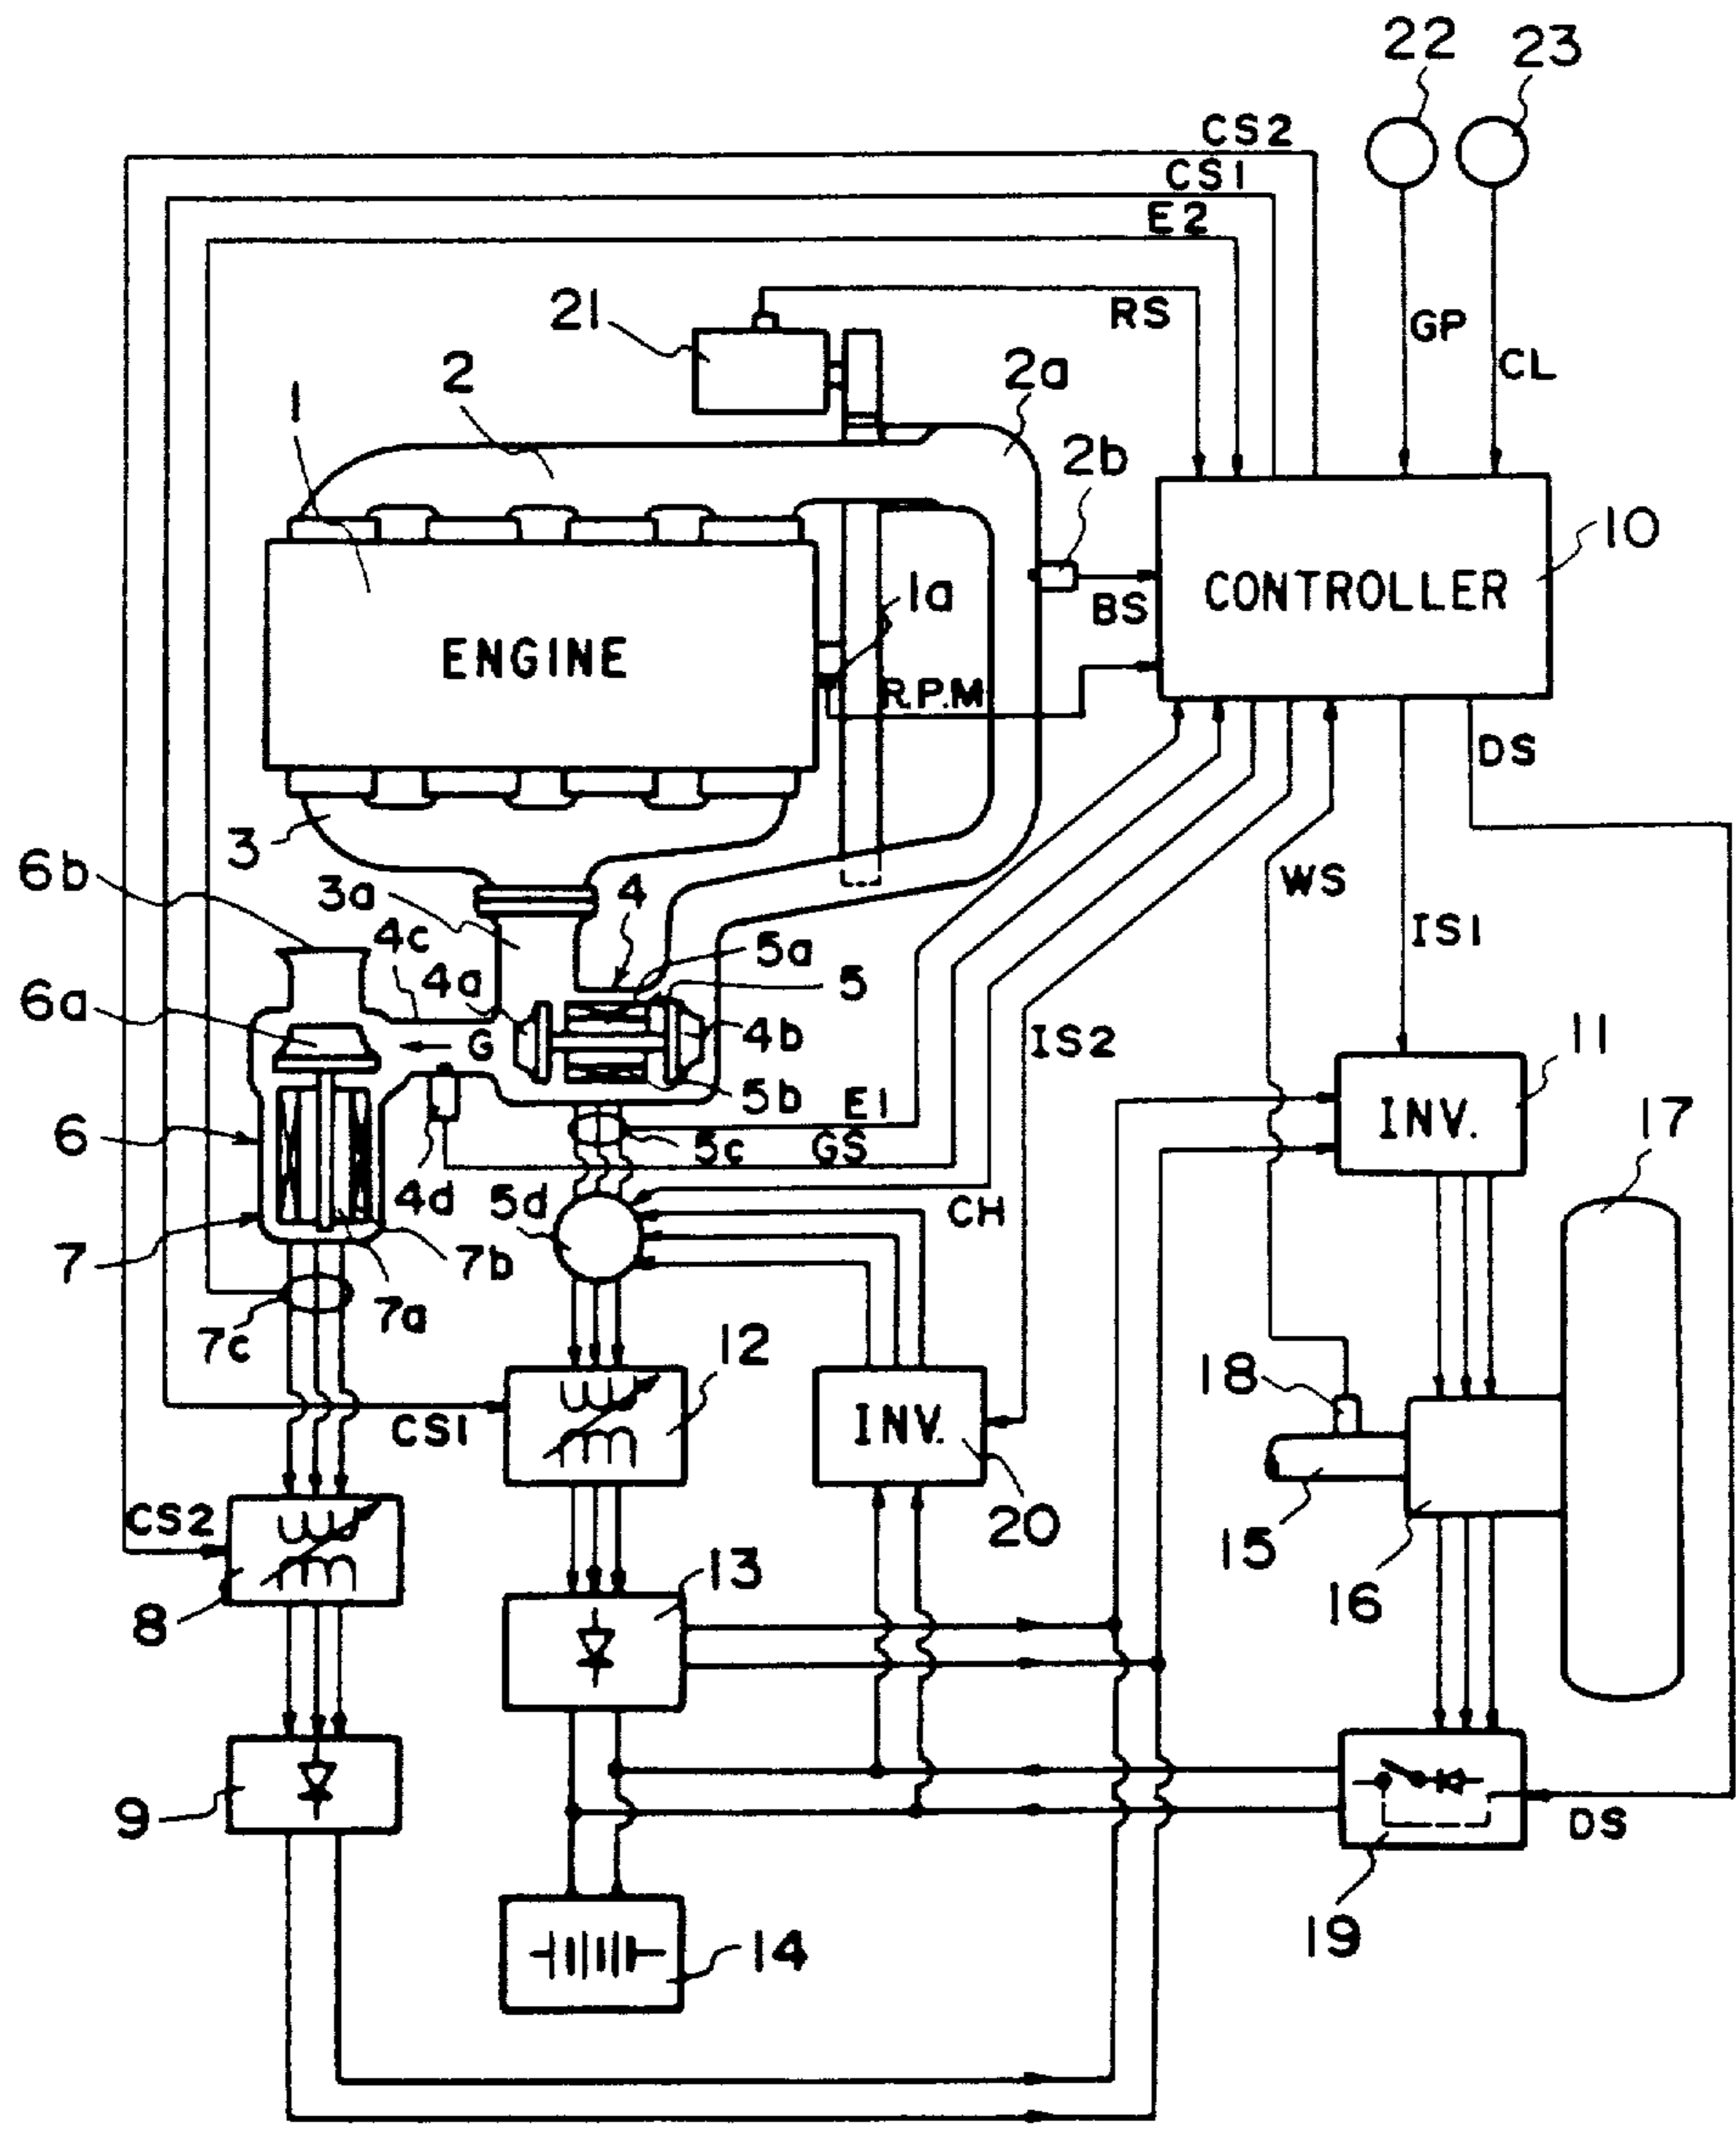 22 23
CS2
CS1
E2
21 RS GP
2 2a CL
1
2b
10
CONTROLLER
1a
BS
ENGINE
R.P.M
DS
3
6b 3a 4 WS
4c 5a IS1
4a 5
6a
G 4b IS2 11
5b
E1 INV. 17
6 5c
GS
4d 5d
CH
7 7b
7a
7c
12
18
CS1 INV.
CS2 20 15
13 16
8
9 DS
19
14